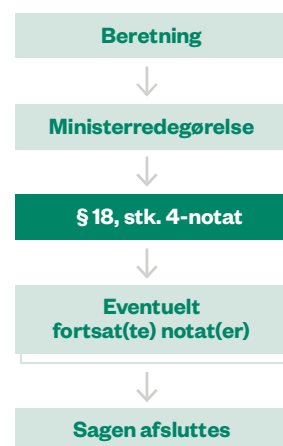 Beretning
Ministerredegørelse
§ 18, stk. 4-notat
Eventuelt
fortsat(te) notat(er)
Sagen afsluttes